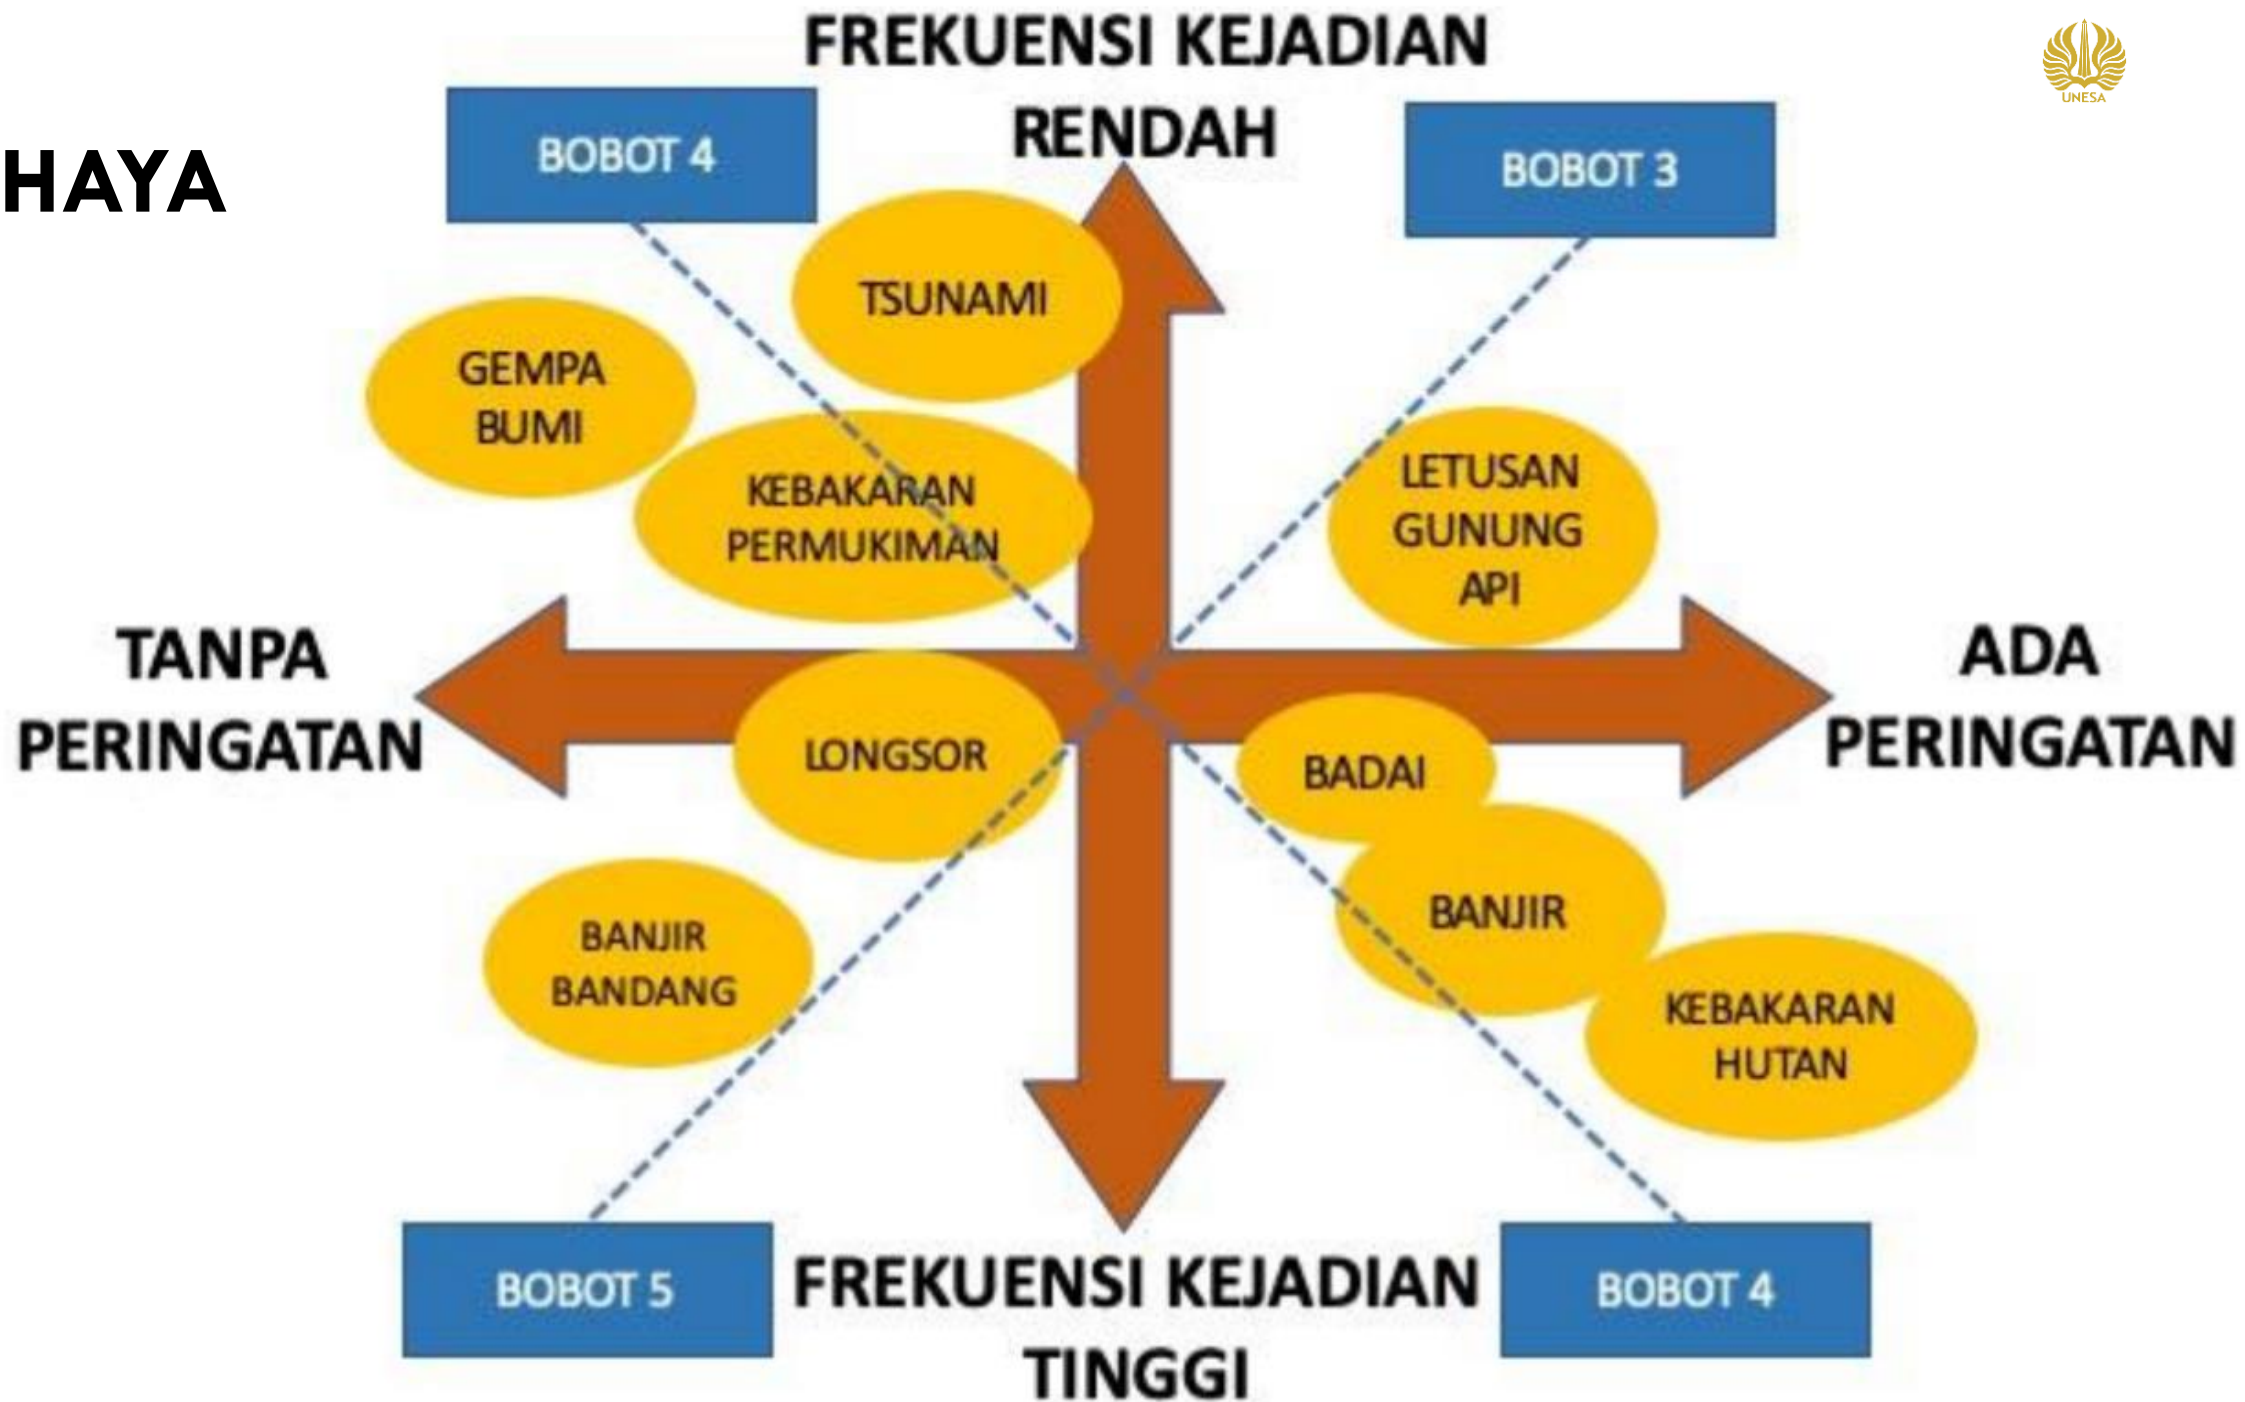 FREKUENSI KEJADIAN
RENDAH
UNESA
HAYA
BOBOT 4
BOBOT 3
TSUNAMI
GEMPA
BUMI
KEBAKARAN
PERMUKIMAN
LETUSAN
GUNUNG
API
TANPA
PERINGATAN
ADA
PERINGATAN
LONGSOR
BADAI
BANJIR
BANJIR
BANDANG
KEBAKARAN
HUTAN
BOBOT 5
FREKUENSI KEJADIAN
TINGGI
BOBOT 4